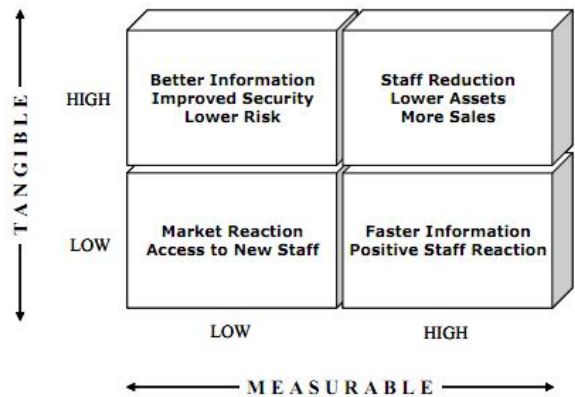 HIGH
Better Information
Improved Security
Lower Risk
Staff Reduction
Lower Assets
More Sales
TANGIBLE
LOW
Market Reaction
Access to New Staff
Faster Information
Positive Staff Reaction
LOW
HIGH
MEASURABLE